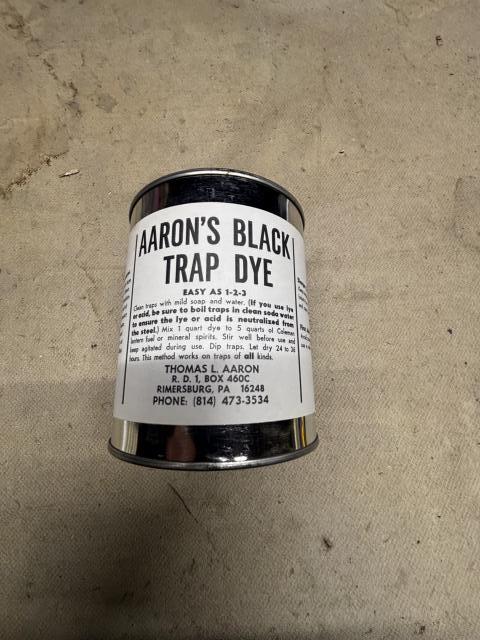 AARON'S BLACK
TRAP DYE
EASY AS 1-2-3
Clean traps with mild soap and water. (If you use lye
or acid, be sure to boil traps in clean soda water
to ensure the lye or acid is neutralized from
the steel.) Mix 1 quart dye to 5 quarts of Coleman
lantern fuel or mineral spirits. Stir well before use and
keep agitated during use. Dip traps. Let dry 24 to 36
hours. This method works on traps of all kinds.
THOMAS L. AARON
R. D. 1, BOX 460C
RIMERSBURG, PA 16248
PHONE: (814) 473-3534